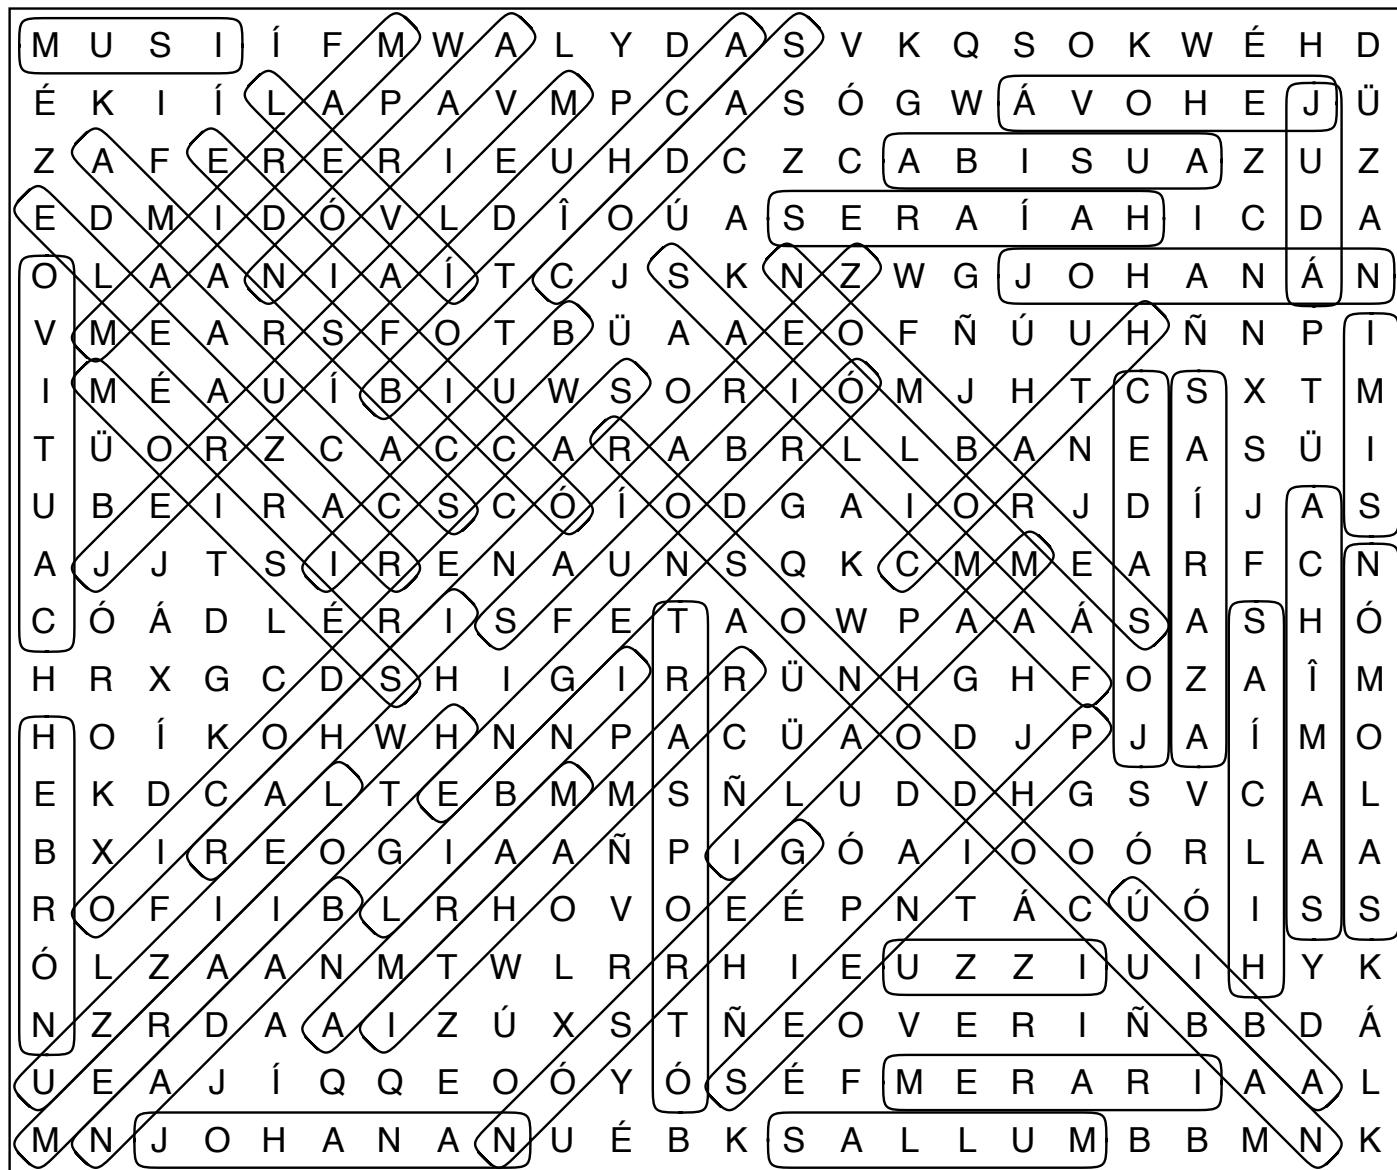 M U S I Í F M W A L Y D A S V K Q S O K W É H D
É K I Í L A P A V M P C A S Ó G W Á V O H E J Ü
Z A F E R E R I E U H D C Z C A B I S U A Z U Z
E D M I D Ó V L D Î O Ú A S E R A Í A H I C D A
O L A A N I A Í T C J S K N Z W G J O H A N Á N
V M E A R S F O T B Ü A A E O F Ñ Ú U H Ñ N P I
I M É A U Í B I U W S O R I Ó M J H T C S X T M
T Ü O R Z C A C C A R A B R L L B A N E A S Ü I
U B E I R A C S C Ó Í O D G A I O R J D Í J A S
A J J T S I R E N A U N S Q K C M M E A R F C N
C Ó Á D L É R I S F E T A O W P A A Á S A S H Ó
H R X G C D S H I G I R R Ü N H G H F O Z A Î M
H O Í K O H W H N N P A C Ü A O D J P J A Í M O
E K D C A L T E B M M S Ñ L U D D H G S V C A L
B X I R E O G I A A Ñ P I G Ó A I O O Ó R L A A
R O F I I B L R H O V O E É P N T Á C Ú Ó I S S
Ó L Z A A N M T W L R R H I E U Z Z I U I H Y K
N Z R D A A I Z Ú X S T Ñ E O V E R I Ñ B B D Á
U E A J Í Q Q E O Ó Y Ó S É F M E R A R I A A L
M N J O H A N A N U É B K S A L L U M B B M N K